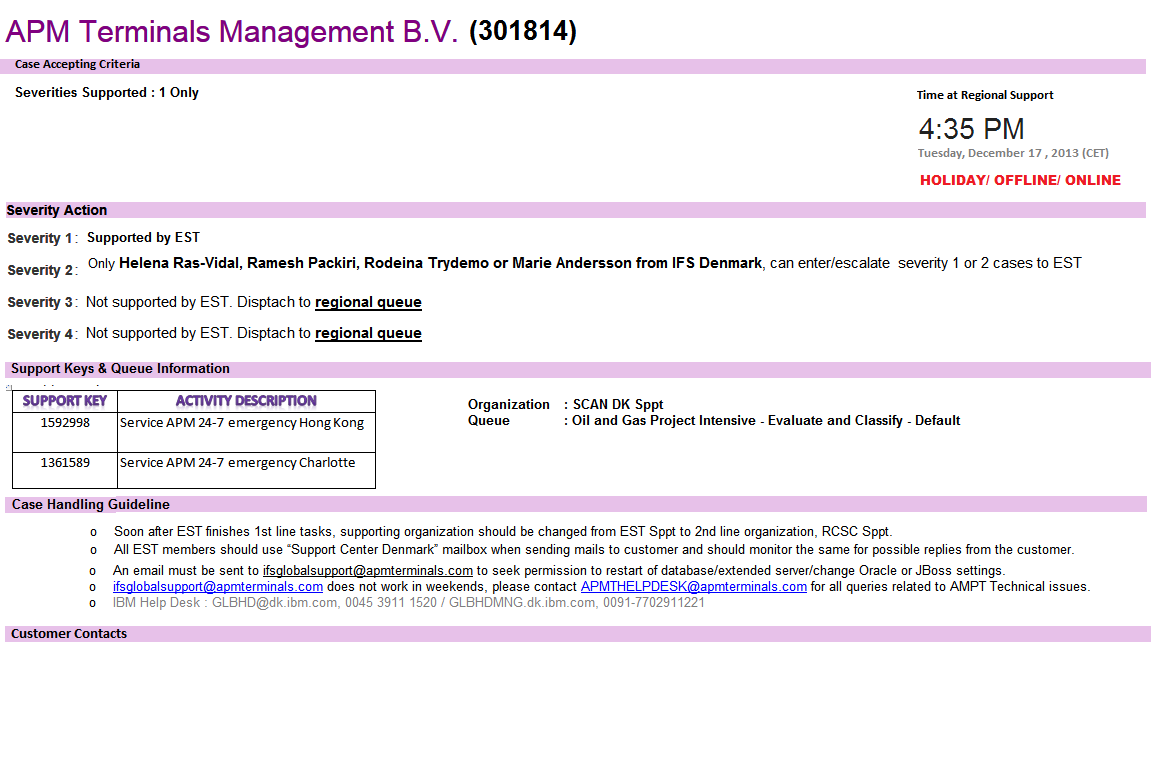 APM Terminals Management B.V. (301814)
Case Accepting Criteria
Severities Supported : 1 Only
Time at Regional Support
4:35 PM
Tuesday, December 17 , 2013 (CET)
HOLIDAY/ OFFLINE/ ONLINE
Severity Action
Severity 1 : Supported by EST
Severity 2 : Only Helena Ras-Vidal, Ramesh Packiri, Rodeina Trydemo or Marie Andersson from IFS Denmark, can enter/escalate severity 1 or 2 cases to EST
Severity 3 : Not supported by EST. Disptach to regional queue
Severity 4 : Not supported by EST. Disptach to regional queue
Support Keys & Queue Information
SUPPORT KEY ACTIVITY DESCRIPTION
1592998 Service APM 24-7 emergency Hong Kong
1361589 Service APM 24-7 emergency Charlotte
Organization : SCAN DK Sppt
Queue : Oil and Gas Project Intensive - Evaluate and Classify - Default
Case Handling Guideline
o Soon after EST finishes 1st line tasks, supporting organization should be changed from EST Sppt to 2nd line organization, RCSC Sppt.
o All EST members should use “Support Center Denmark” mailbox when sending mails to customer and should monitor the same for possible replies from the customer.
o An email must be sent to ifsglobalsupport@apmterminals.com to seek permission to restart of database/extended server/change Oracle or JBoss settings.
o ifsglobalsupport@apmterminals.com does not work in weekends, please contact APMTHELPDESK@apmterminals.com for all queries related to AMPT Technical issues.
o IBM Help Desk : GLBHD@dk.ibm.com, 0045 3911 1520 / GLBHDMNG.dk.ibm.com, 0091-7702911221
Customer Contacts